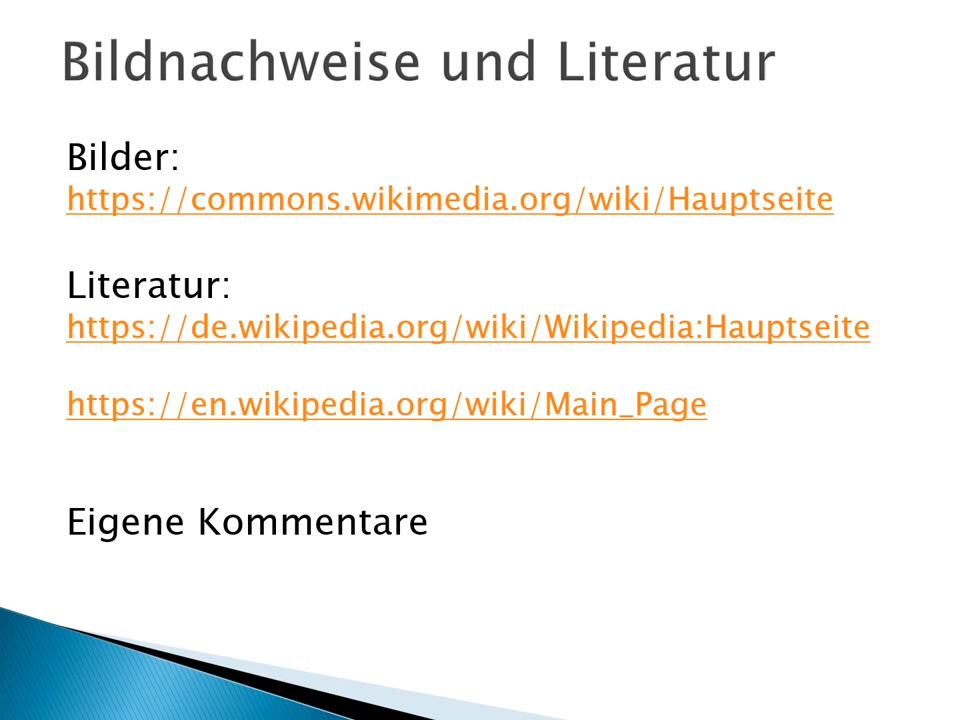 Bildnachweise und Literatur
Bilder:
https://commons.wikimedia.org/wiki/Hauptseite
Literatur:
https://de.wikipedia.org/wiki/Wikipedia:Hauptseite
https://en.wikipedia.org/wiki/Main_Page
Eigene Kommentare